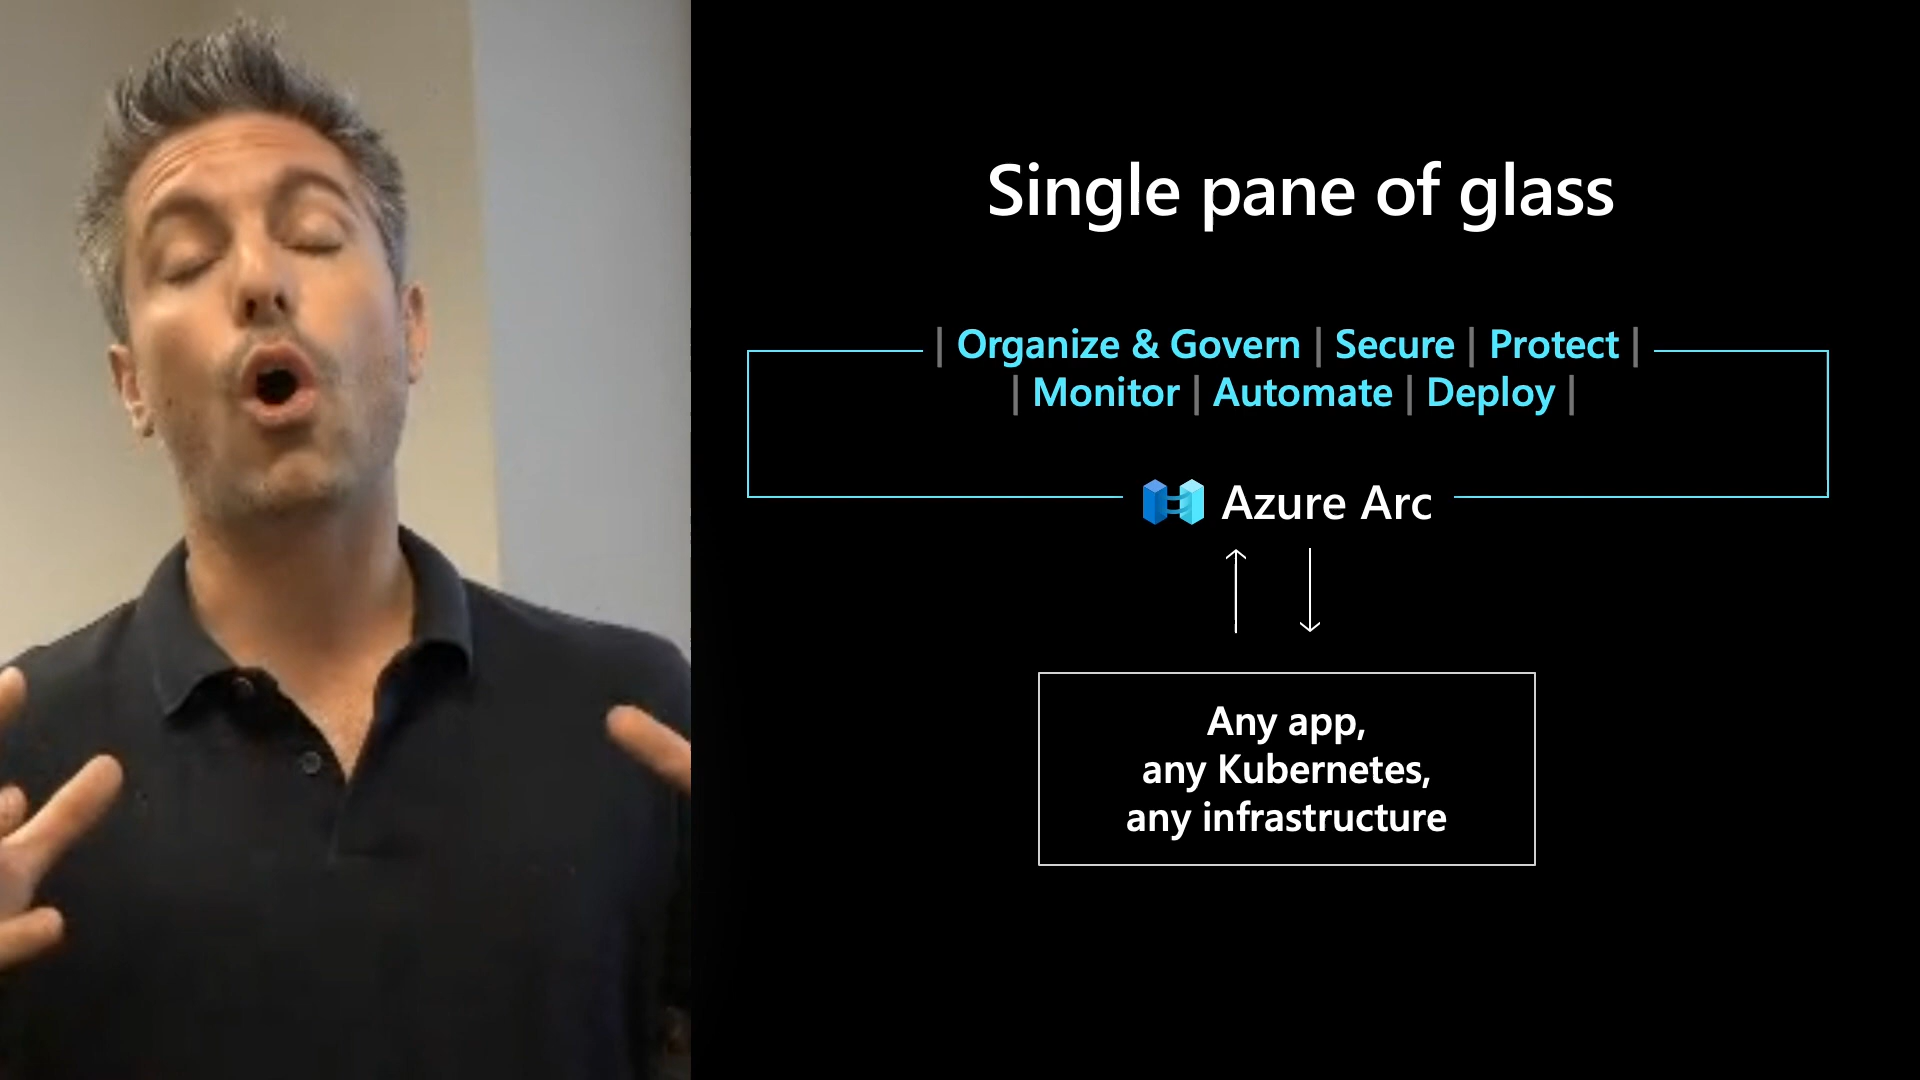 Single pane of glass
| Organize & Govern | Secure | Protect |
| Monitor | Automate | Deploy |
Azure Arc
Any app,
any Kubernetes,
any infrastructure